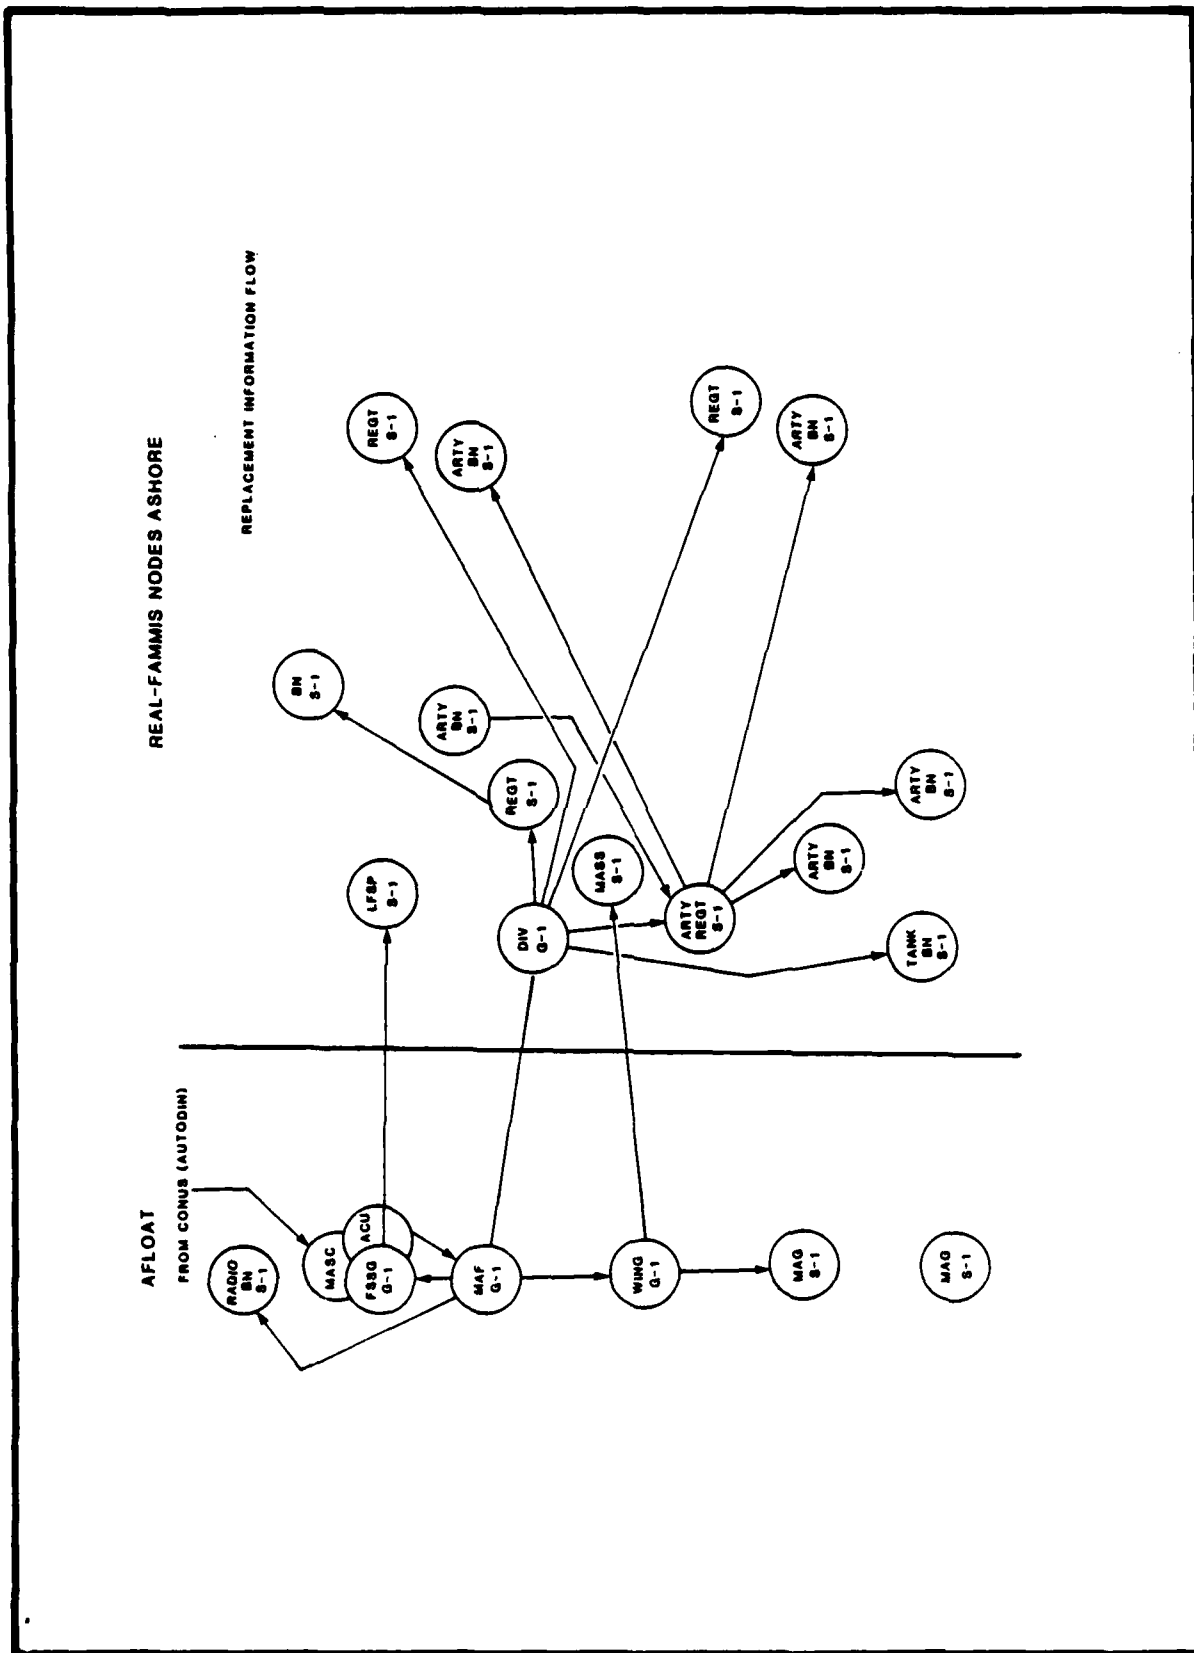 REAL-FAMMIS NODES ASHORE
AFLOAT
FROM CONUS (AUTODIN)
REPLACEMENT INFORMATION FLOW
RADIO
BN
S-1
MASC
ACU
FSSG
G-1
MAF
G-1
WING
G-1
MAG
S-1
MAG
S-1
LFSP
S-1
BN
S-1
REGT
S-1
ARTY
BN
S-1
DIV
G-1
MASS
S-1
ARTY
REGT
S-1
TANK
BN
S-1
ARTY
BN
S-1
ARTY
BN
S-1
REGT
S-1
ARTY
BN
S-1
REGT
S-1
ARTY
BN
S-1